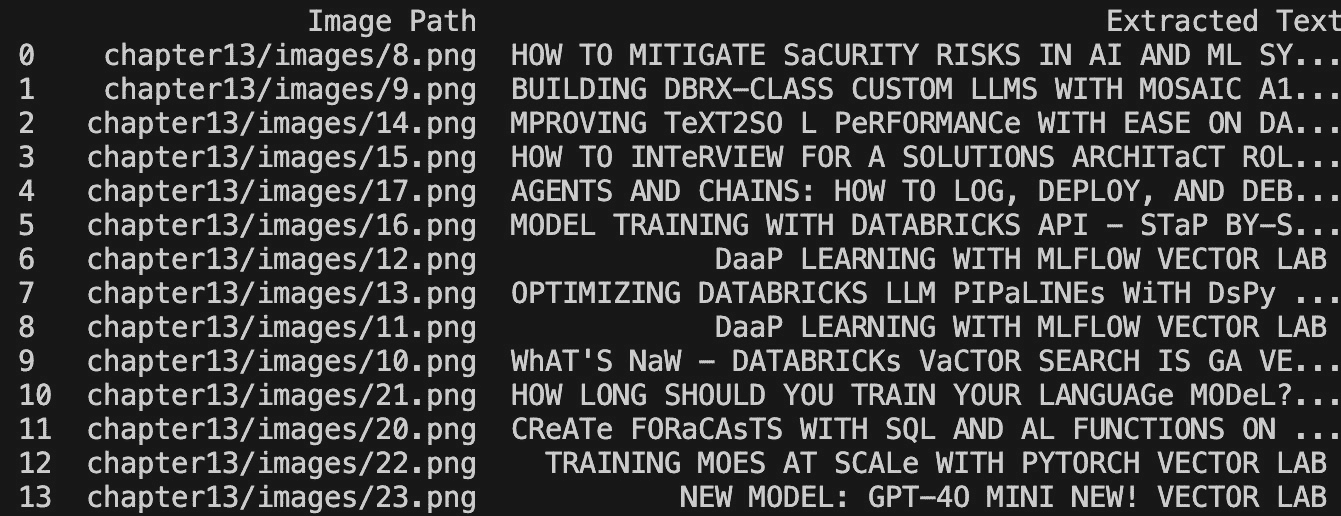 Image Path Extracted Text
0 chapter13/images/8.png HOW TO MITIGATE SaCURITY RISKS IN AI AND ML SY...
1 chapter13/images/9.png BUILDING DBRX-CLASS CUSTOM LLMS WITH MOSAIC A1...
2 chapter13/images/14.png MPROVING TeXT2SO L PeRFORMANCe WITH EASE ON DA...
3 chapter13/images/15.png HOW TO INTeRVIEW FOR A SOLUTIONS ARCHITaCT ROL...
4 chapter13/images/17.png AGENTS AND CHAINS: HOW TO LOG, DEPLOY, AND DEB...
5 chapter13/images/16.png MODEL TRAINING WITH DATABRICKS API - STaP BY-S...
6 chapter13/images/12.png DaaP LEARNING WITH MLFLOW VECTOR LAB
7 chapter13/images/13.png OPTIMIZING DATABRICKS LLM PIPaLINEs WiTH DsPy ...
8 chapter13/images/11.png DaaP LEARNING WITH MLFLOW VECTOR LAB
9 chapter13/images/10.png WhAT'S NaW - DATABRICKs VaCTOR SEARCH IS GA VE...
10 chapter13/images/21.png HOW LONG SHOULD YOU TRAIN YOUR LANGUAGe MODeL?...
11 chapter13/images/20.png CReATe FORaCAsTS WITH SQL AND AL FUNCTIONS ON ...
12 chapter13/images/22.png TRAINING MOES AT SCALe WITH PYTORCH VECTOR LAB
13 chapter13/images/23.png NEW MODEL: GPT-4O MINI NEW! VECTOR LAB